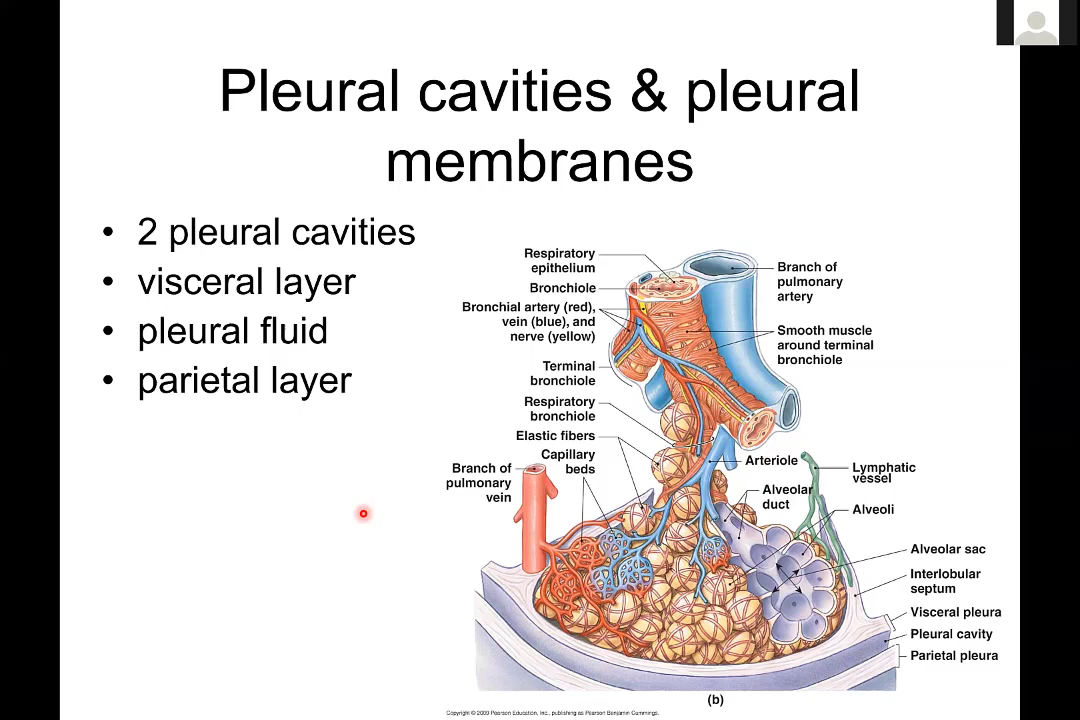 Pleural cavities & pleural
membranes
• 2 pleural cavities
• visceral layer
• pleural fluid
• parietal layer
Respiratory
epithelium
Bronchiole
Bronchial artery (red),
vein (blue), and
nerve (yellow)
Terminal
bronchiole
Respiratory
bronchiole
Elastic fibers
Capillary
beds
Branch of
pulmonary
vein
Branch of
pulmonary
artery
Smooth muscle
around terminal
bronchiole
Arteriole
Alveolar
duct
Lymphatic
vessel
Alveoli
Alveolar sac
Interlobular
septum
Visceral pleura
Pleural cavity
Parietal pleura
(b)
Copyright © 2009 Pearson Education, Inc., publishing as Pearson Benjamin Cummings.